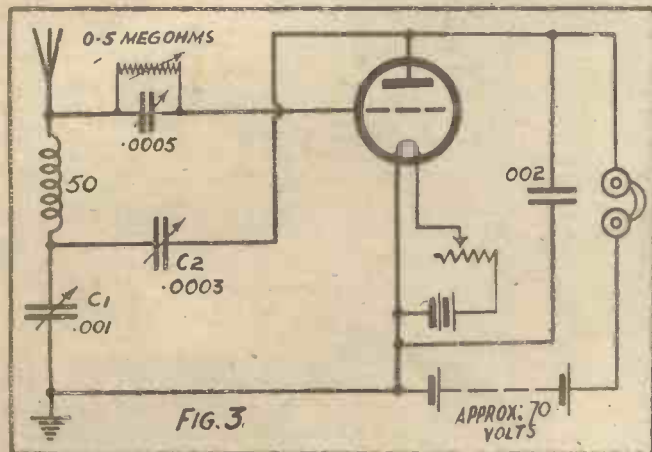 0-5 MEGOHMS
.0005
50
002
C2
.0003
C1
.001
FIG. 3.
APPROX: 70
VOLTS